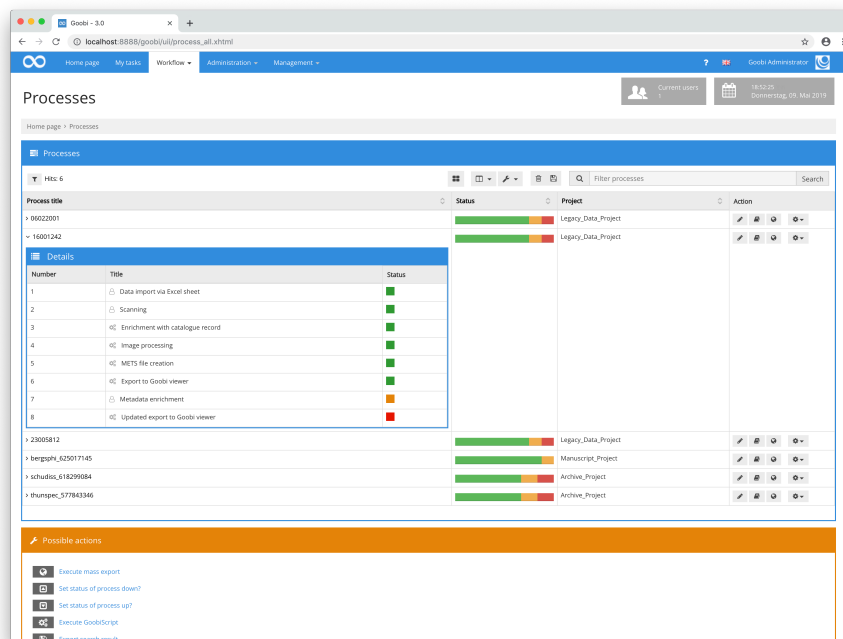 Goobi - 3.0
localhost:8888/goobi/uii/process_all.xhtml
Home page My tasks Workflow Administration Management ? Goobi Administrator
Processes
Current users
1
18:52:25
Donnerstag, 09. Mai 2019
Home page › Processes
Processes
Hits: 6
Filter processes Search
Process title Status Project Action
06022001 Legacy_Data_Project
16001242 Legacy_Data_Project
Details
Number Title Status
1 Data import via Excel sheet
2 Scanning
3 Enrichment with catalogue record
4 Image processing
5 METS file creation
6 Export to Goobi viewer
7 Metadata enrichment
8 Updated export to Goobi viewer
23005812 Legacy_Data_Project
bergsphi_625017145 Manuscript_Project
schudiss_618299084 Archive_Project
thunspec_577843346 Archive_Project
Possible actions
Execute mass export
Set status of process down?
Set status of process up?
Execute GoobiScript